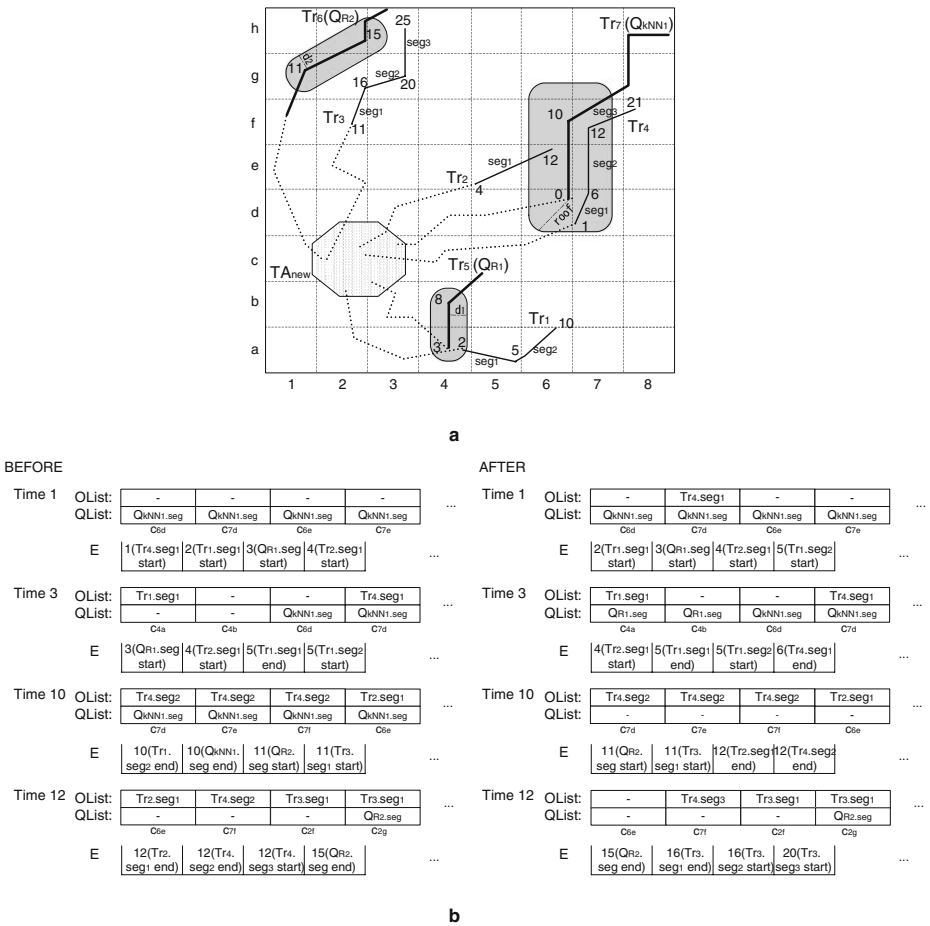 h
Tr6(QR2)
25
Tr7 (QkNN1)
15
seg3
d2
11
g
seg2
16
20
21
seg3
seg1
10
Tr3
f
12
Tr4
11
e
seg1
12
seg2
Tr2
4
0
6
d
roof
seg1
1
c
TAnew
Tr5 (QR1)
b
8
d1
Tr1
10
a
3
2
5
seg2
seg1
1 2 3 4 5 6 7 8
a
BEFORE
Time 1 OList: - - - - ...
QList: QkNN1.seg QkNN1.seg QkNN1.seg QkNN1.seg
C6d C7d C6e C7e
E 1(Tr4.seg1 2(Tr1.seg1 3(QR1.seg 4(Tr2.seg1 ...
start) start) start) start)
Time 3 OList: Tr1.seg1 - - Tr4.seg1 ...
QList: - - QkNN1.seg QkNN1.seg
C4a C4b C6d C7d
E 3(QR1.seg 4(Tr2.seg1 5(Tr1.seg1 5(Tr1.seg2 ...
start) start) end) start)
Time 10 OList: Tr4.seg2 Tr4.seg2 Tr4.seg2 Tr2.seg1 ...
QList: QkNN1.seg QkNN1.seg QkNN1.seg QkNN1.seg
C7d C7e C7f C6e
E 10(Tr1. 10(QkNN1. 11(QR2. 11(Tr3. ...
seg2 end) seg end) seg start) seg1 start)
Time 12 OList: Tr2.seg1 Tr4.seg2 Tr3.seg1 Tr3.seg1 ...
QList: - - - QR2.seg
C6e C7f C2f C2g
E 12(Tr2. 12(Tr4. 12(Tr4. 15(QR2. ...
seg1 end) seg2 end) seg3 start) seg end)
AFTER
Time 1 OList: - Tr4.seg1 - - ...
QList: QkNN1.seg QkNN1.seg QkNN1.seg QkNN1.seg
C6d C7d C6e C7e
E 2(Tr1.seg1 3(QR1.seg 4(Tr2.seg1 5(Tr1.seg2 ...
start) start) start) start)
Time 3 OList: Tr1.seg1 - - Tr4.seg1 ...
QList: QR1.seg QR1.seg QkNN1.seg QkNN1.seg
C4a C4b C6d C7d
E 4(Tr2.seg1 5(Tr1.seg1 5(Tr1.seg2 6(Tr4.seg1 ...
start) end) start) end)
Time 10 OList: Tr4.seg2 Tr4.seg2 Tr4.seg2 Tr2.seg1 ...
QList: - - - -
C7d C7e C7f C6e
E 11(QR2. 11(Tr3. 12(Tr2.seg1 12(Tr4.seg2 ...
seg start) seg1 start) end) end)
Time 12 OList: - Tr4.seg3 Tr3.seg1 Tr3.seg1 ...
QList: - - - QR2.seg
C6e C7f C2f C2g
E 15(QR2. 16(Tr3. 16(Tr3. 20(Tr3. ...
seg end) seg1 end) seg2 start) seg3 start)
b